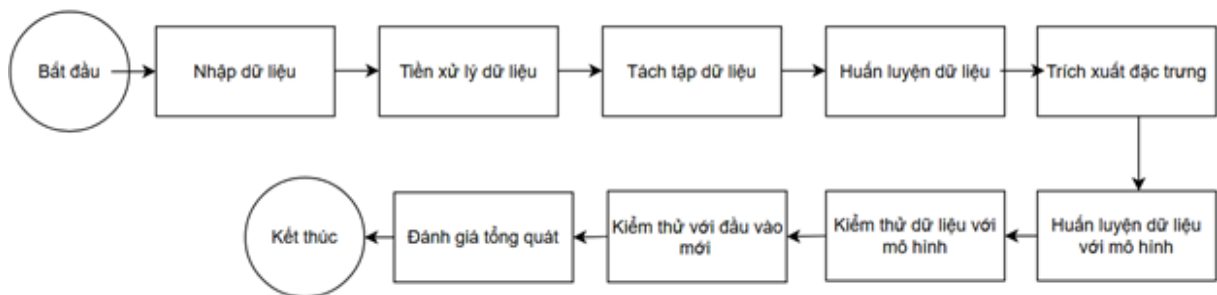 Bắt đầu
Nhập dữ liệu
Tiền xử lý dữ liệu
Tách tập dữ liệu
Huấn luyện dữ liệu
Trích xuất đặc trưng
Huấn luyện dữ liệu
với mô hình
Kiểm thử dữ liệu với
mô hình
Kiểm thử với đầu vào
mới
Đánh giá tổng quát
Kết thúc